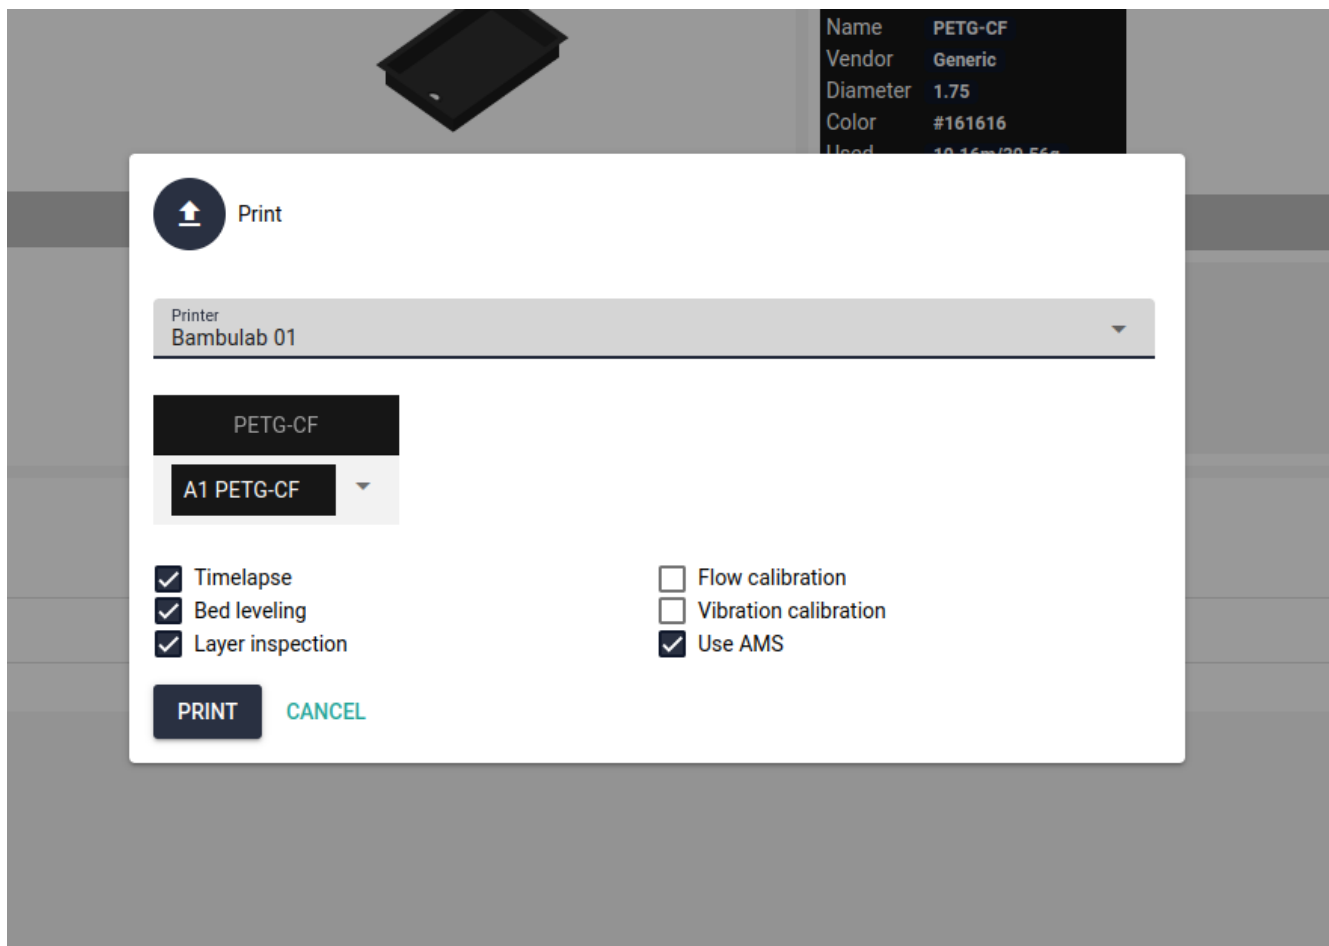 Name PETG-CF
Vendor Generic
Diameter 1.75
Color #161616
Used
Print
Printer
Bambulab 01
PETG-CF
A1 PETG-CF
Timelapse
Flow calibration
Bed leveling
Vibration calibration
Layer inspection
Use AMS
PRINT CANCEL